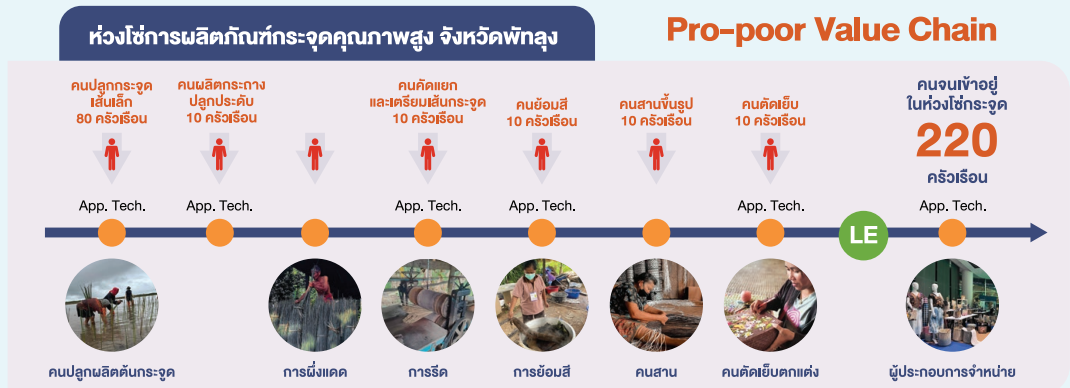 ห่วงโซ่การผลิตภัณฑ์กระจูดคุณภาพสูง จังหวัดพัทลุง
Pro-poor Value Chain
คนปลูกกระจูด
เส้นเล็ก
80 ครัวเรือน
คนผลิตกระถาง
ปลูกประดับ
10 ครัวเรือน
คนคัดแยก
และเตรียมเส้นกระจูด
10 ครัวเรือน
คนย้อมสี
10 ครัวเรือน
คนสานขึ้นรูป
10 ครัวเรือน
คนตัดเย็บ
10 ครัวเรือน
คนจนเข้าอยู่
ในห่วงโซ่กระจูด
220
ครัวเรือน
App. Tech.
App. Tech.
App. Tech.
App. Tech.
App. Tech.
App. Tech.
LE
คนปลูกผลิตต้นกระจูด
การผึ่งแดด
การรีด
การย้อมสี
คนสาน
คนตัดเย็บตกแต่ง
ผู้ประกอบการจำหน่าย